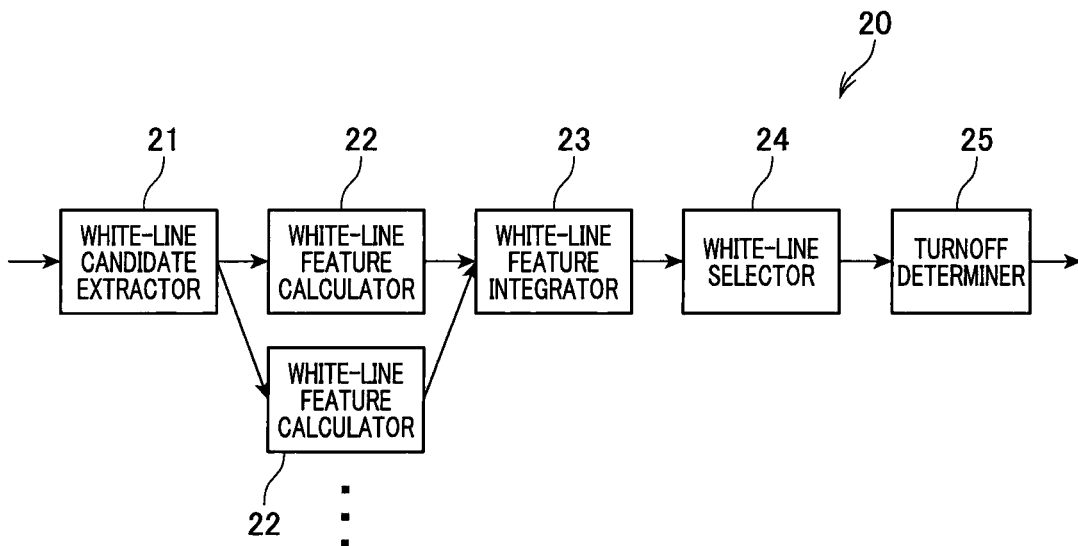 20
21
22
23
24
25
WHITE-LINE
CANDIDATE
EXTRACTOR
WHITE-LINE
FEATURE
CALCULATOR
WHITE-LINE
FEATURE
INTEGRATOR
WHITE-LINE
SELECTOR
TURNOFF
DETERMINER
WHITE-LINE
FEATURE
CALCULATOR
22